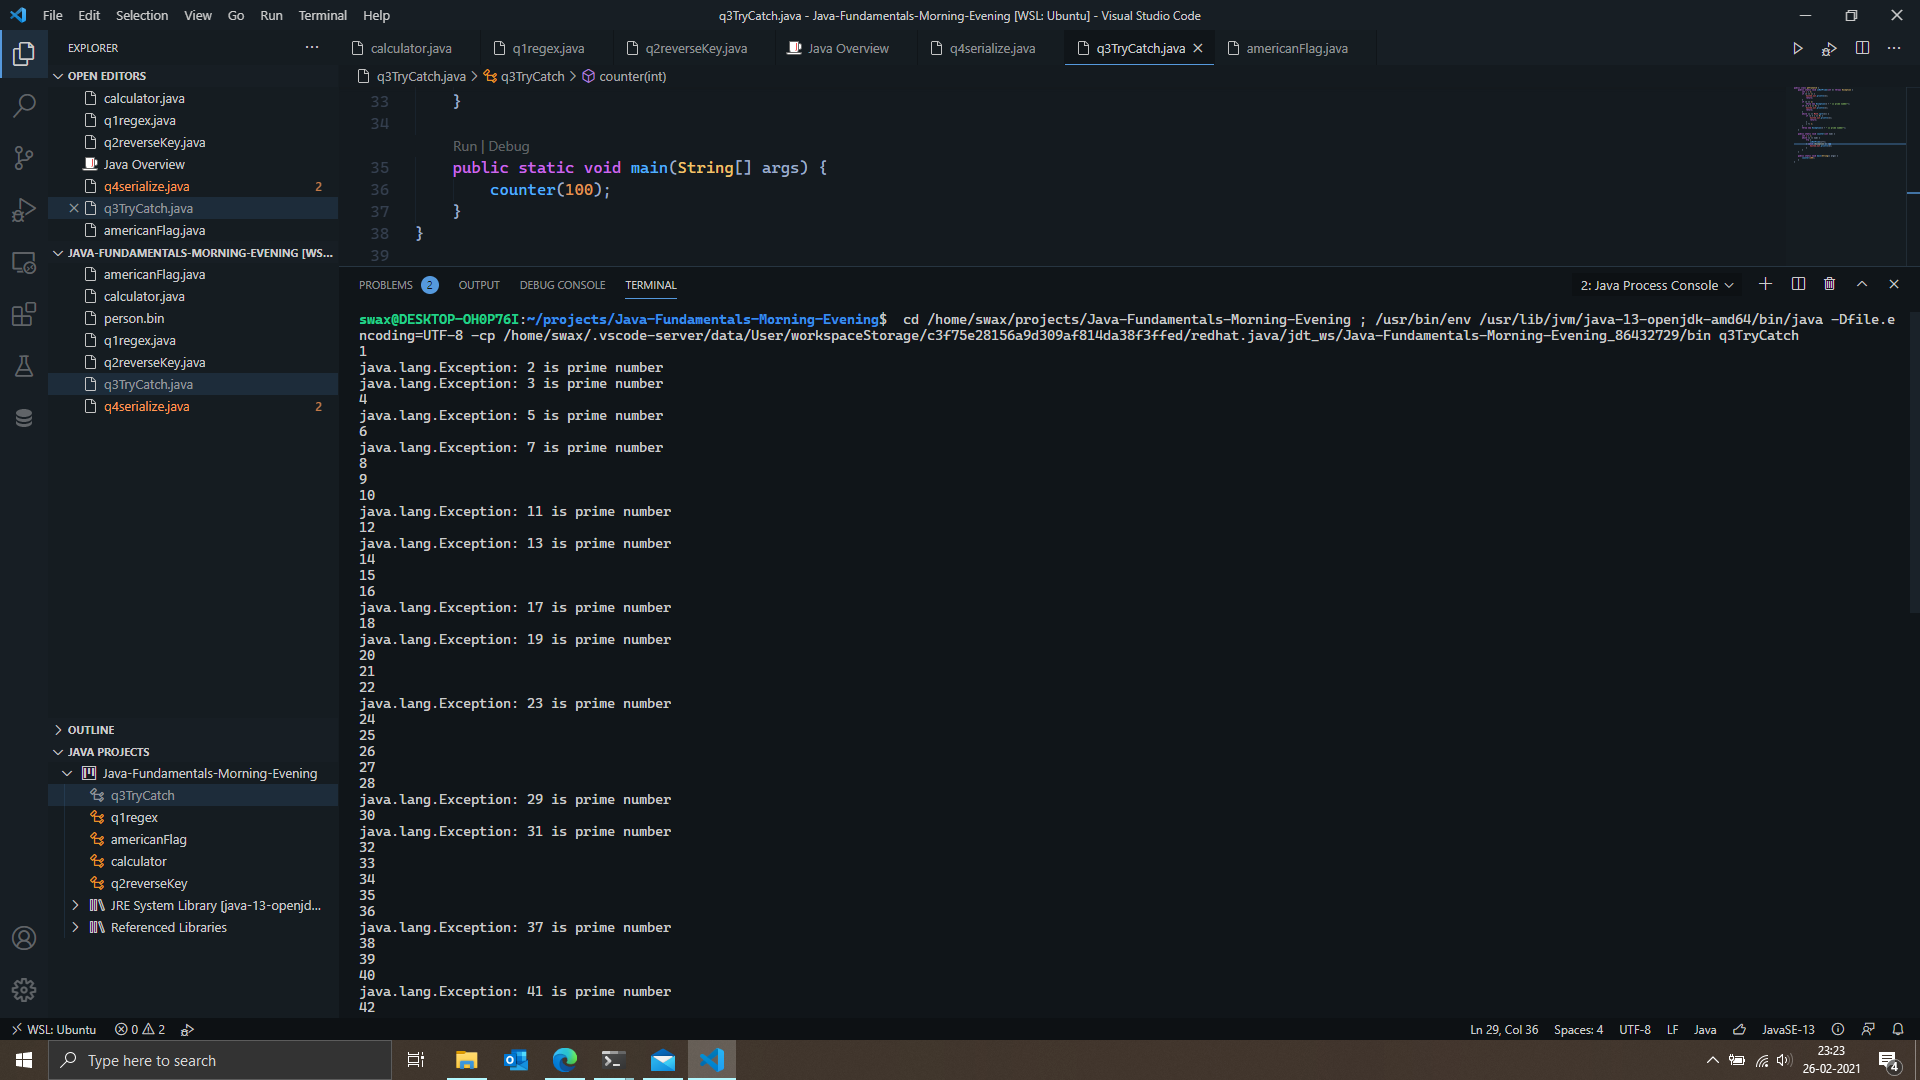 File Edit Selection View Go Run Terminal Help
q3TryCatch.java - Java-Fundamentals-Morning-Evening [WSL: Ubuntu] - Visual Studio Code
EXPLORER
OPEN EDITORS
calculator.java
q1regex.java
q2reverseKey.java
Java Overview
q4serialize.java 2
q3TryCatch.java
americanFlag.java
JAVA-FUNDAMENTALS-MORNING-EVENING [WS...
americanFlag.java
calculator.java
person.bin
q1regex.java
q2reverseKey.java
q3TryCatch.java
q4serialize.java 2
OUTLINE
JAVA PROJECTS
Java-Fundamentals-Morning-Evening
q3TryCatch
q1regex
americanFlag
calculator
q2reverseKey
JRE System Library [java-13-openjd...
Referenced Libraries
calculator.java q1regex.java q2reverseKey.java Java Overview q4serialize.java q3TryCatch.java americanFlag.java
q3TryCatch.java > q3TryCatch > counter(int)
33 }
34
Run | Debug
35 public static void main(String[] args) {
36 counter(100);
37 }
38 }
39
PROBLEMS 2 OUTPUT DEBUG CONSOLE TERMINAL
2: Java Process Console
swax@DESKTOP-OH0P76I:~/projects/Java-Fundamentals-Morning-Evening$ cd /home/swax/projects/Java-Fundamentals-Morning-Evening ; /usr/bin/env /usr/lib/jvm/java-13-openjdk-amd64/bin/java -Dfile.e
ncoding=UTF-8 -cp /home/swax/.vscode-server/data/User/workspaceStorage/c3f75e28156a9d309af814da38f3ffed/redhat.java/jdt_ws/Java-Fundamentals-Morning-Evening_86432729/bin q3TryCatch
1
java.lang.Exception: 2 is prime number
java.lang.Exception: 3 is prime number
4
java.lang.Exception: 5 is prime number
6
java.lang.Exception: 7 is prime number
8
9
10
java.lang.Exception: 11 is prime number
12
java.lang.Exception: 13 is prime number
14
15
16
java.lang.Exception: 17 is prime number
18
java.lang.Exception: 19 is prime number
20
21
22
java.lang.Exception: 23 is prime number
24
25
26
27
28
java.lang.Exception: 29 is prime number
30
java.lang.Exception: 31 is prime number
32
33
34
35
36
java.lang.Exception: 37 is prime number
38
39
40
java.lang.Exception: 41 is prime number
42
WSL: Ubuntu 0 2
Ln 29, Col 36 Spaces: 4 UTF-8 LF Java JavaSE-13
Type here to search
23:23
26-02-2021
4